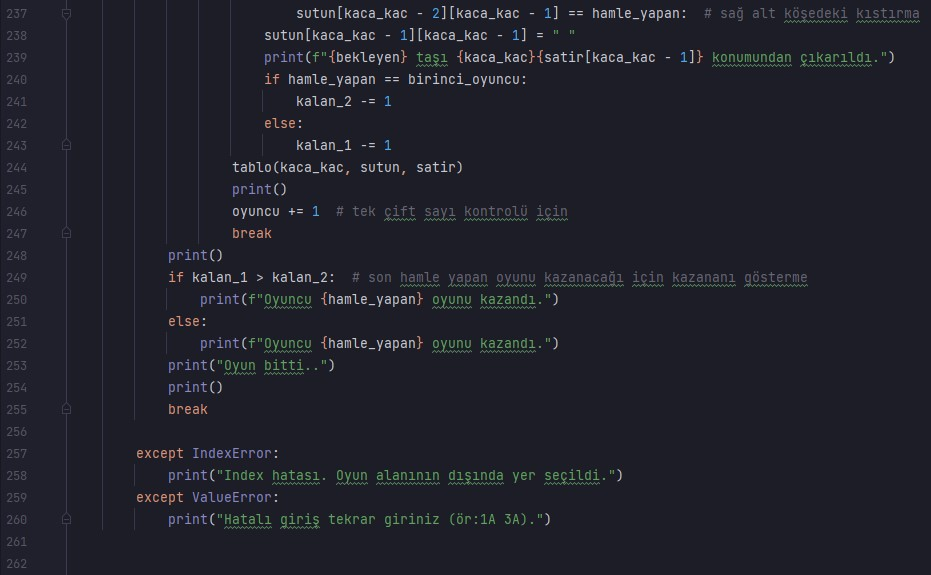 237 sutun[kaca_kac - 2][kaca_kac - 1] == hamle_yapan:  # sağ alt köşedeki kıstırma
238 sutun[kaca_kac - 1][kaca_kac - 1] = " "
239 print(f"{bekleyen} taşı {kaca_kac}{satir[kaca_kac - 1]} konumundan çıkarıldı.")
240 if hamle_yapan == birinci_oyuncu:
241 kalan_2 -= 1
242 else:
243 kalan_1 -= 1
244 tablo(kaca_kac, sutun, satir)
245 print()
246 oyuncu += 1  # tek çift sayı kontrolü için
247 break
248 print()
249 if kalan_1 > kalan_2:  # son hamle yapan oyunu kazanacağı için kazananı gösterme
250 print(f"Oyuncu {hamle_yapan} oyunu kazandı.")
251 else:
252 print(f"Oyuncu {hamle_yapan} oyunu kazandı.")
253 print("Oyun bitti..")
254 print()
255 break
256
257 except IndexError:
258 print("Index hatası. Oyun alanının dışında yer seçildi.")
259 except ValueError:
260 print("Hatalı giriş tekrar giriniz (ör:1A 3A).")
261
262